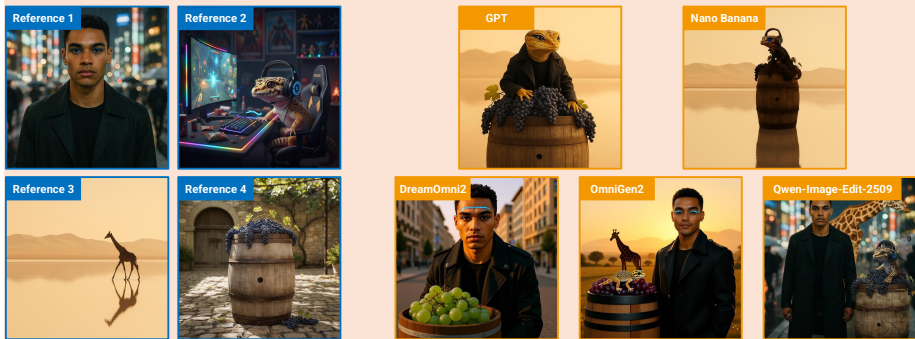 Reference 1
Reference 2
GPT
Nano Banana
Reference 3
Reference 4
DreamOmni2
OmniGen2
Qwen-Image-Edit-2509